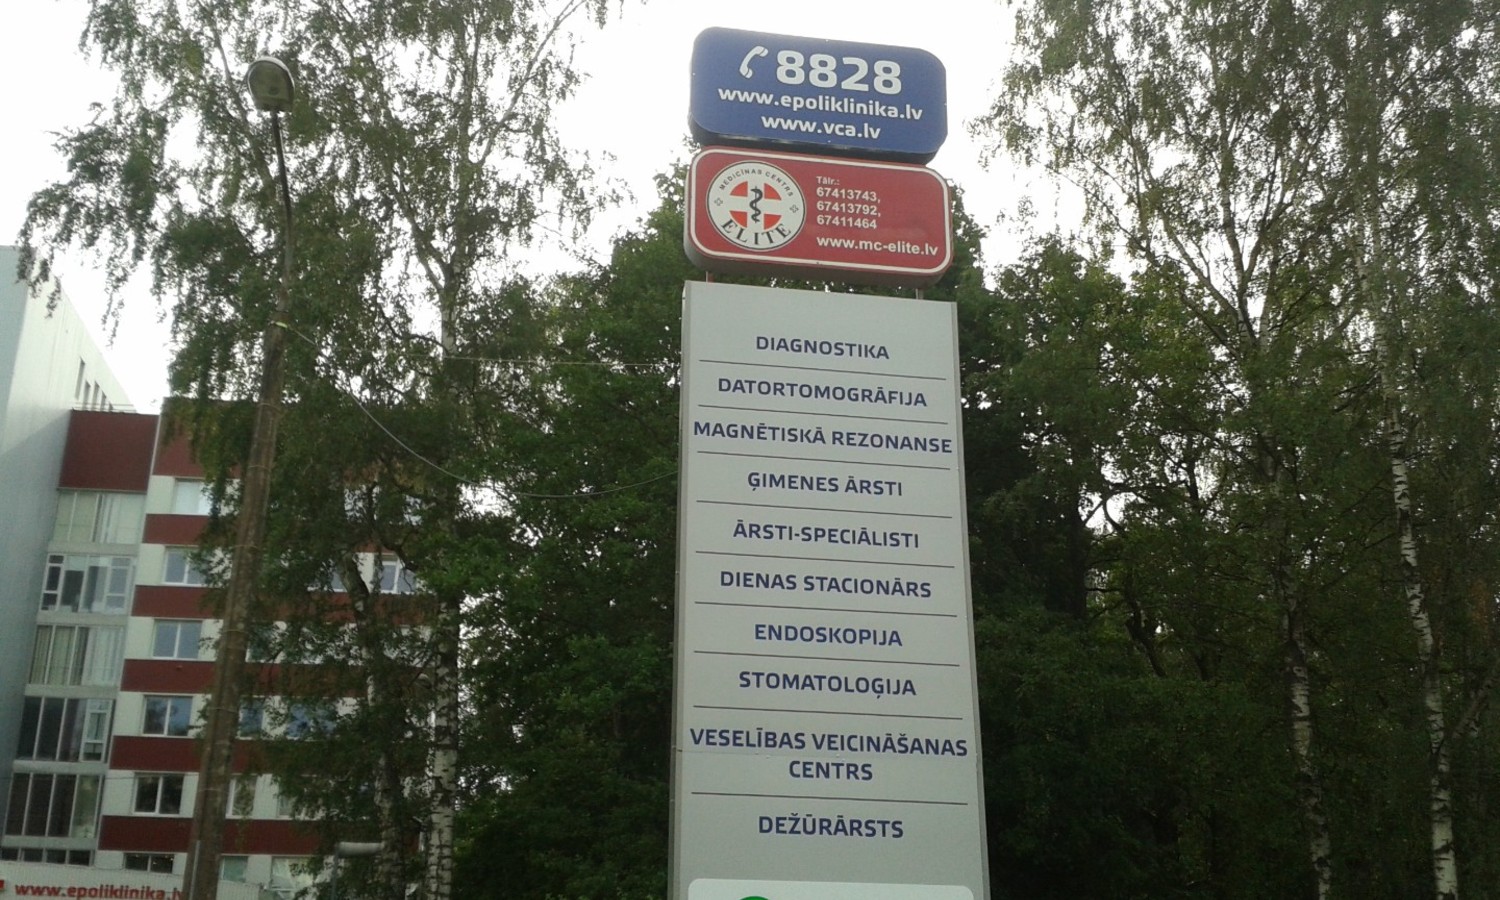 8828
www.epoliklinika.lv
www.vca.lv
MEDICĪNAS CENTRS
ELITE
Tālr.:
67413743,
67413792,
67411464
www.mc-elite.lv
DIAGNOSTIKA
DATORTOMOGRĀFIJA
MAGNĒTISKĀ REZONANSE
ĢIMENES ĀRSTI
ĀRSTI-SPECIĀLISTI
DIENAS STACIONĀRS
ENDOSKOPIJA
STOMATOLOĢIJA
VESELĪBAS VEICINĀŠANAS
CENTRS
DEŽŪRĀRSTS
www.epoliklinika.lv